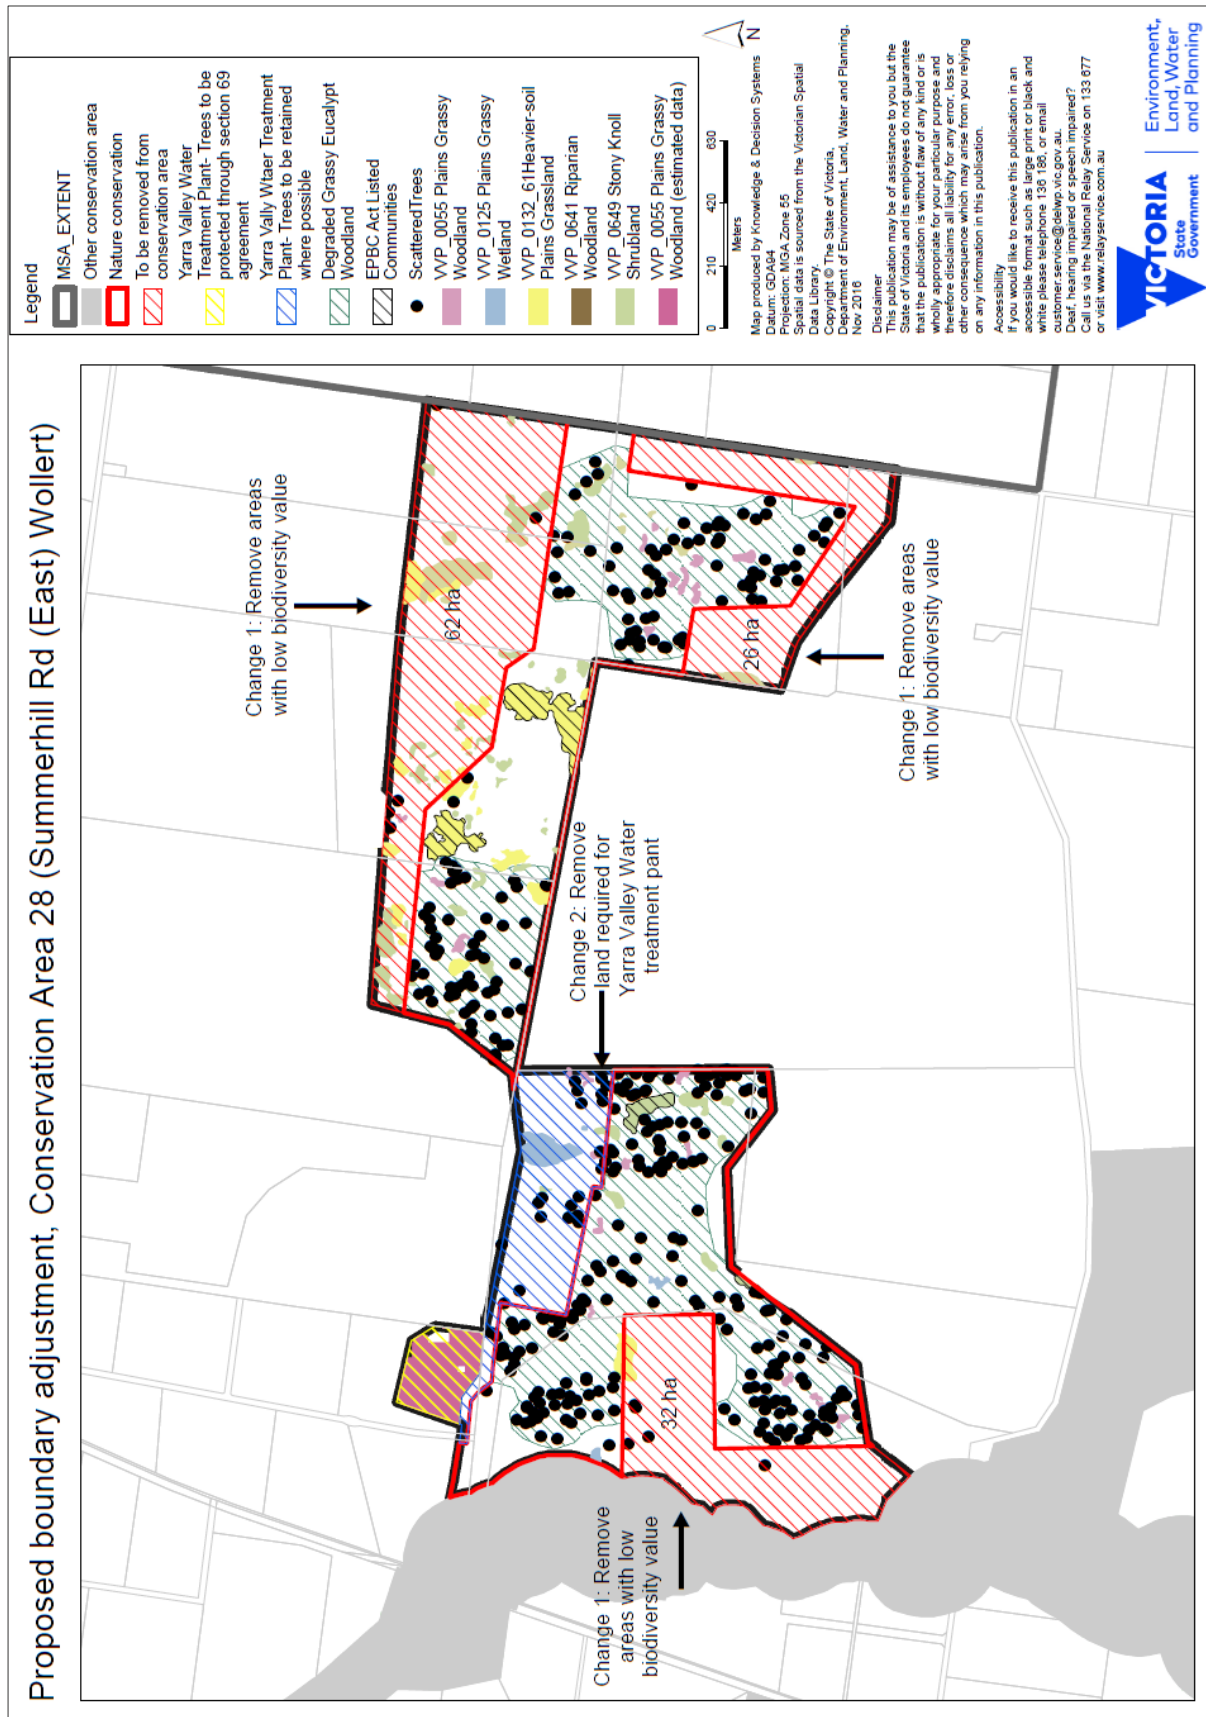 Proposed boundary adjustment, Conservation Area 28 (Summerhill Rd (East) Wollert)
Change 1: Remove areas
with low biodiversity value
62 ha
Change 2: Remove
land required for
Yarra Valley Water
treatment pant
26 ha
Change 1: Remove areas
with low biodiversity value
32 ha
Change 1: Remove
areas with low
biodiversity value
Legend
MSA_EXTENT
Other conservation area
Nature conservation
To be removed from
conservation area
Yarra Valley Water
Treatment Plant- Trees to be
protected through section 69
agreement
Yarra Vally Wtaer Treatment
Plant- Trees to be retained
where possible
Degraded Grassy Eucalypt
Woodland
EPBC Act Listed
Communities
ScatteredTrees
VVP_0055 Plains Grassy
Woodland
VVP_0125 Plains Grassy
Wetland
VVP_0132_61Heavier-soil
Plains Grassland
VVP_0641 Riparian
Woodland
VVP_0649 Stony Knoll
Shrubland
VVP_0055 Plains Grassy
Woodland (estimated data)
0 210 420 630
Meters
N
Map produced by Knowledge & Decision Systems
Datum: GDA94
Projection: MGA Zone 55
Spatial data is sourced from the Victorian Spatial
Data Library.
Copyright © The State of Victoria,
Department of Environment, Land, Water and Planning,
Nov 2016
Disclaimer
This publication may be of assistance to you but the
State of Victoria and its employees do not guarantee
that the publication is without flaw of any kind or is
wholly appropriate for your particular purpose and
therefore disclaims all liability for any error, loss or
other consequence which may arise from you relying
on any information in this publication.
Accessibility
If you would like to receive this publication in an
accessible format such as large print or black and
white please telephone 136 186, or email
customer.service@delwp.vic.gov.au.
Deaf, hearing impaired or speech impaired?
Call us via the National Relay Service on 133 677
or visit www.relayservice.com.au
VICTORIA
State
Government
Environment,
Land, Water
and Planning